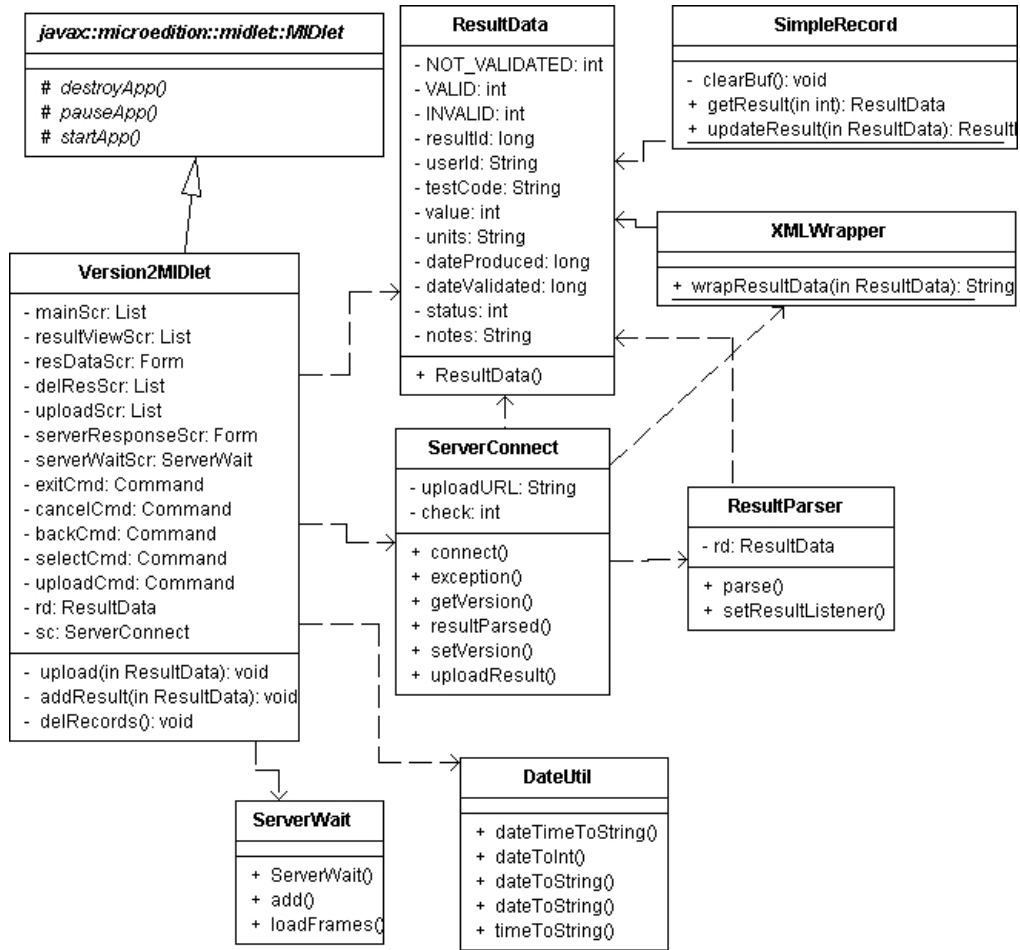 javax::microedition::midlet::MIDlet
# destroyApp()
# pauseApp()
# startApp()
ResultData
- NOT_VALIDATED: int
- VALID: int
- INVALID: int
- resultId: long
- userId: String
- testCode: String
- value: int
- units: String
- dateProduced: long
- dateValidated: long
- status: int
- notes: String
+ ResultData()
SimpleRecord
- clearBuf(): void
+ getResult(in int): ResultData
+ updateResult(in ResultData):
XMLWrapper
+ wrapResultData(in ResultData): String
Version2MIDlet
- mainScr: List
- resultViewScr: List
- resDataScr: Form
- delResScr: List
- uploadScr: List
- serverResponseScr: Form
- serverWaitScr: ServerWait
- exitCmd: Command
- cancelCmd: Command
- backCmd: Command
- selectCmd: Command
- uploadCmd: Command
- rd: ResultData
- sc: ServerConnect
- upload(in ResultData): void
- addResult(in ResultData): void
- delRecords(): void
ServerConnect
- uploadURL: String
- check: int
+ connect()
+ exception()
+ getVersion()
+ resultParsed()
+ setVersion()
+ uploadResult()
ResultParser
- rd: ResultData
+ parse()
+ setResultListener()
ServerWait
+ ServerWait()
+ add()
+ loadFrames()
DateUtil
+ dateTimeToString()
+ dateToInt()
+ dateToString()
+ dateToString()
+ timeToString()